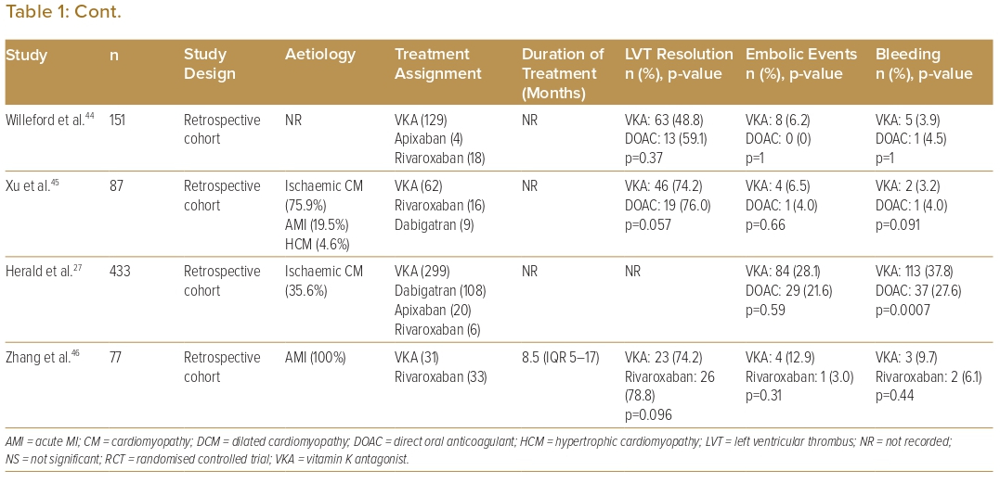 Table 1: Cont.
Study n Study Design Aetiology Treatment Assignment Duration of Treatment (Months) LVT Resolution n (%), p-value Embolic Events n (%), p-value Bleeding n (%), p-value
Willeford et al.44 151 Retrospective NR VKA (129) NR VKA: 63 (48.8) VKA: 8 (6.2) VKA: 5 (3.9)
cohort Apixaban (4) DOAC: 13 (59.1) DOAC: 0 (0) DOAC: 1 (4.5)
Rivaroxaban (18) p=0.37 p=1 p=1
Xu et al.45 87 Retrospective Ischaemic CM VKA (62) NR VKA: 46 (74.2) VKA: 4 (6.5) VKA: 2 (3.2)
cohort (75.9%) Rivaroxaban (16) DOAC: 19 (76.0) DOAC: 1 (4.0) DOAC: 1 (4.0)
AMI (19.5%) Dabigatran (9) p=0.057 p=0.66 p=0.091
HCM (4.6%)
Herald et al.27 433 Retrospective Ischaemic CM VKA (299) NR NR VKA: 84 (28.1) VKA: 113 (37.8)
cohort (35.6%) Dabigatran (108) DOAC: 29 (21.6) DOAC: 37 (27.6)
Apixaban (20) p=0.59 p=0.0007
Rivaroxaban (6)
Zhang et al.46 77 Retrospective AMI (100%) VKA (31) 8.5 (IQR 5–17) VKA: 23 (74.2) VKA: 4 (12.9) VKA: 3 (9.7)
cohort Rivaroxaban (33) Rivaroxaban: 26 Rivaroxaban: 1 (3.0) Rivaroxaban: 2 (6.1)
(78.8) p=0.31 p=0.44
p=0.096
AMI = acute MI; CM = cardiomyopathy; DCM = dilated cardiomyopathy; DOAC = direct oral anticoagulant; HCM = hypertrophic cardiomyopathy; LVT = left ventricular thrombus; NR = not recorded;
NS = not significant; RCT = randomised controlled trial; VKA = vitamin K antagonist.